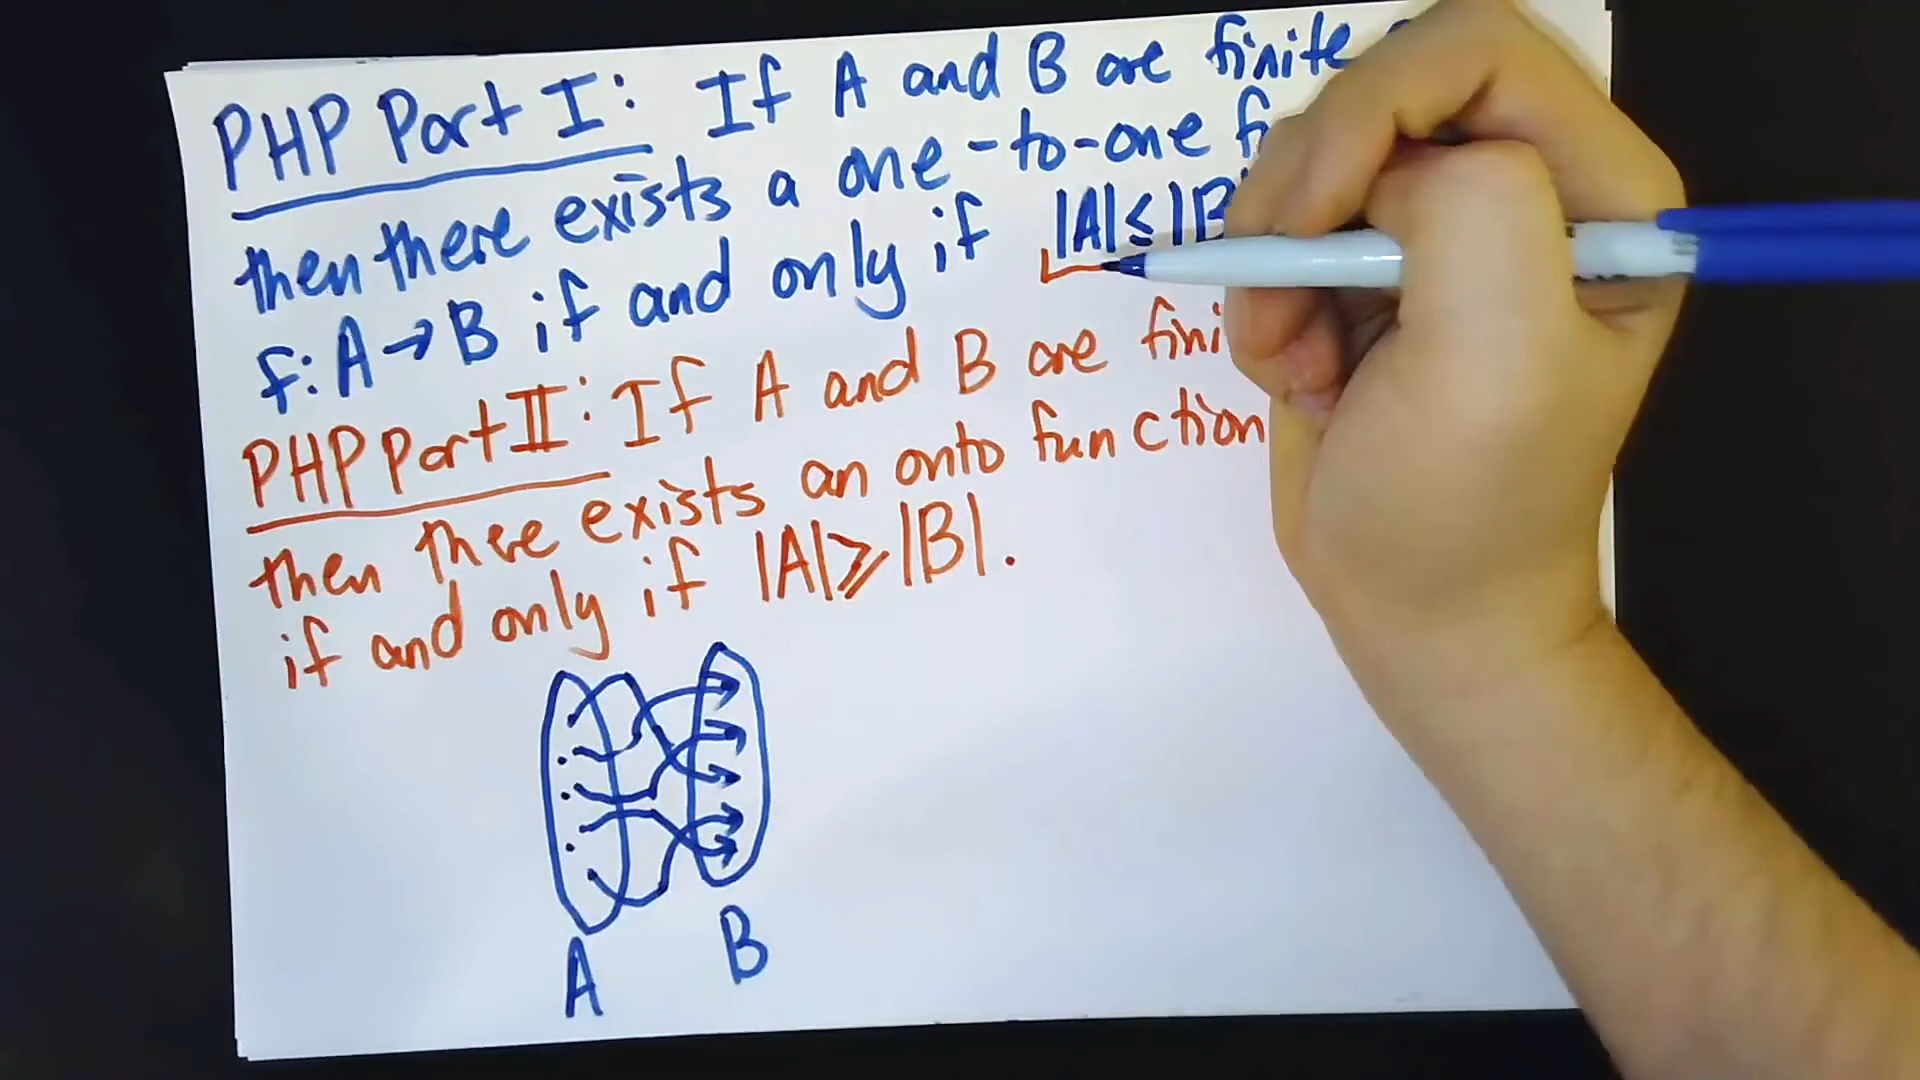 PHP Part I: If A and B are finite
then there exists a one-to-one
f: A → B if and only if |A| ≤ |B|
PHP Part II: If A and B are
then there exists an onto function
if and only if |A| ⩾ |B|.
A B